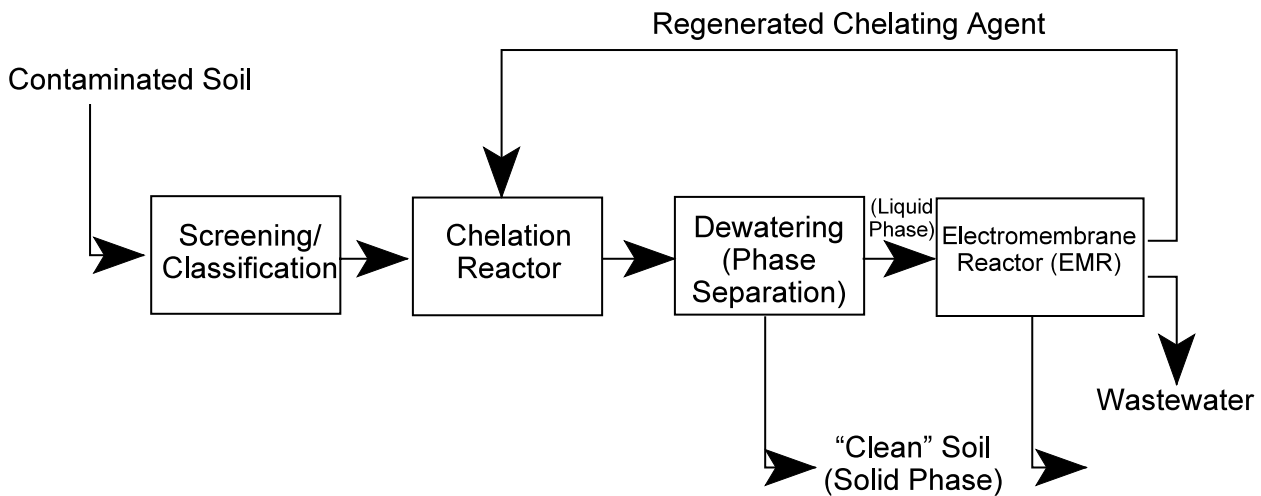 Regenerated Chelating Agent
Contaminated Soil
Screening/
Classification
Chelation
Reactor
Dewatering
(Phase
Separation)
(Liquid
Phase)
Electromembrane
Reactor (EMR)
Wastewater
“Clean” Soil
(Solid Phase)